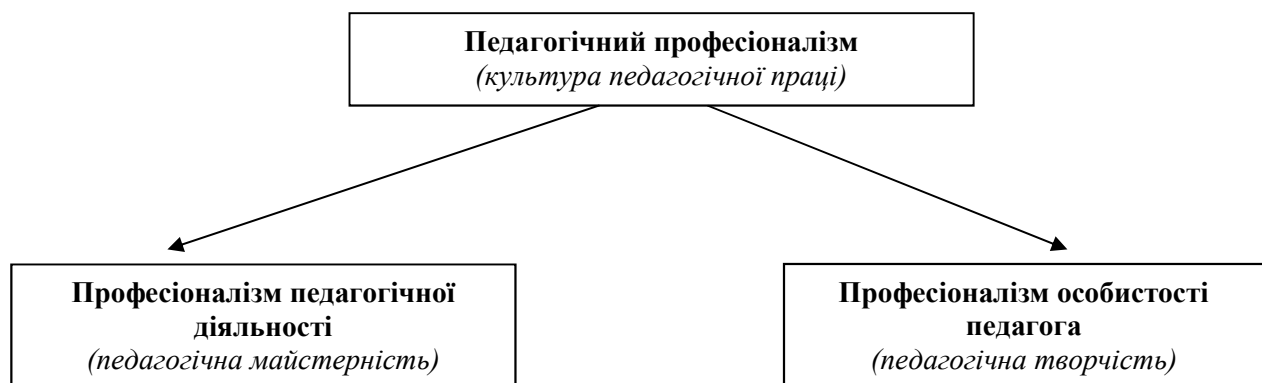 Педагогічний професіоналізм
(культура педагогічної праці)
Професіоналізм педагогічної
діяльності
(педагогічна майстерність)
Професіоналізм особистості
педагога
(педагогічна творчість)